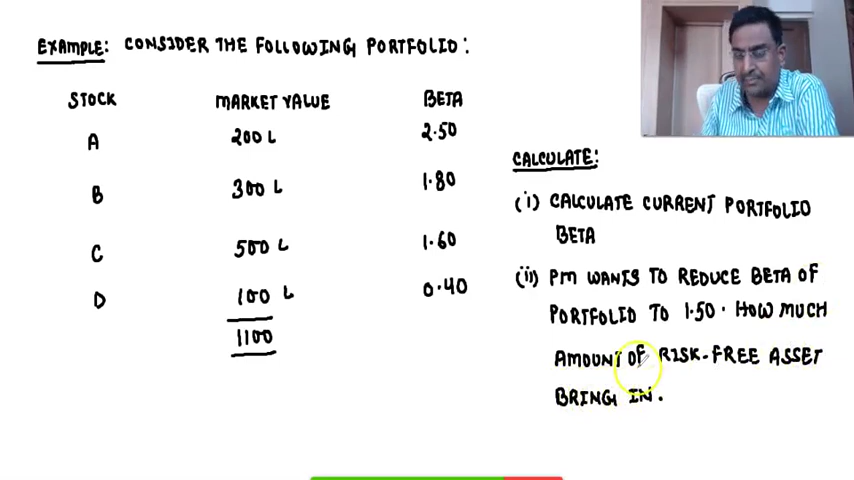 EXAMPLE: CONSIDER THE FOLLOWING PORTFOLIO:
STOCK MARKET VALUE BETA
A 200 L 2.50
B 300 L 1.80
C 500 L 1.60
D 100 L 0.40
1100
CALCULATE:
(i) CALCULATE CURRENT PORTFOLIO
BETA
(ii) PM WANTS TO REDUCE BETA OF
PORTFOLIO TO 1.50. HOW MUCH
AMOUNT OF RISK-FREE ASSET
BRING IN.